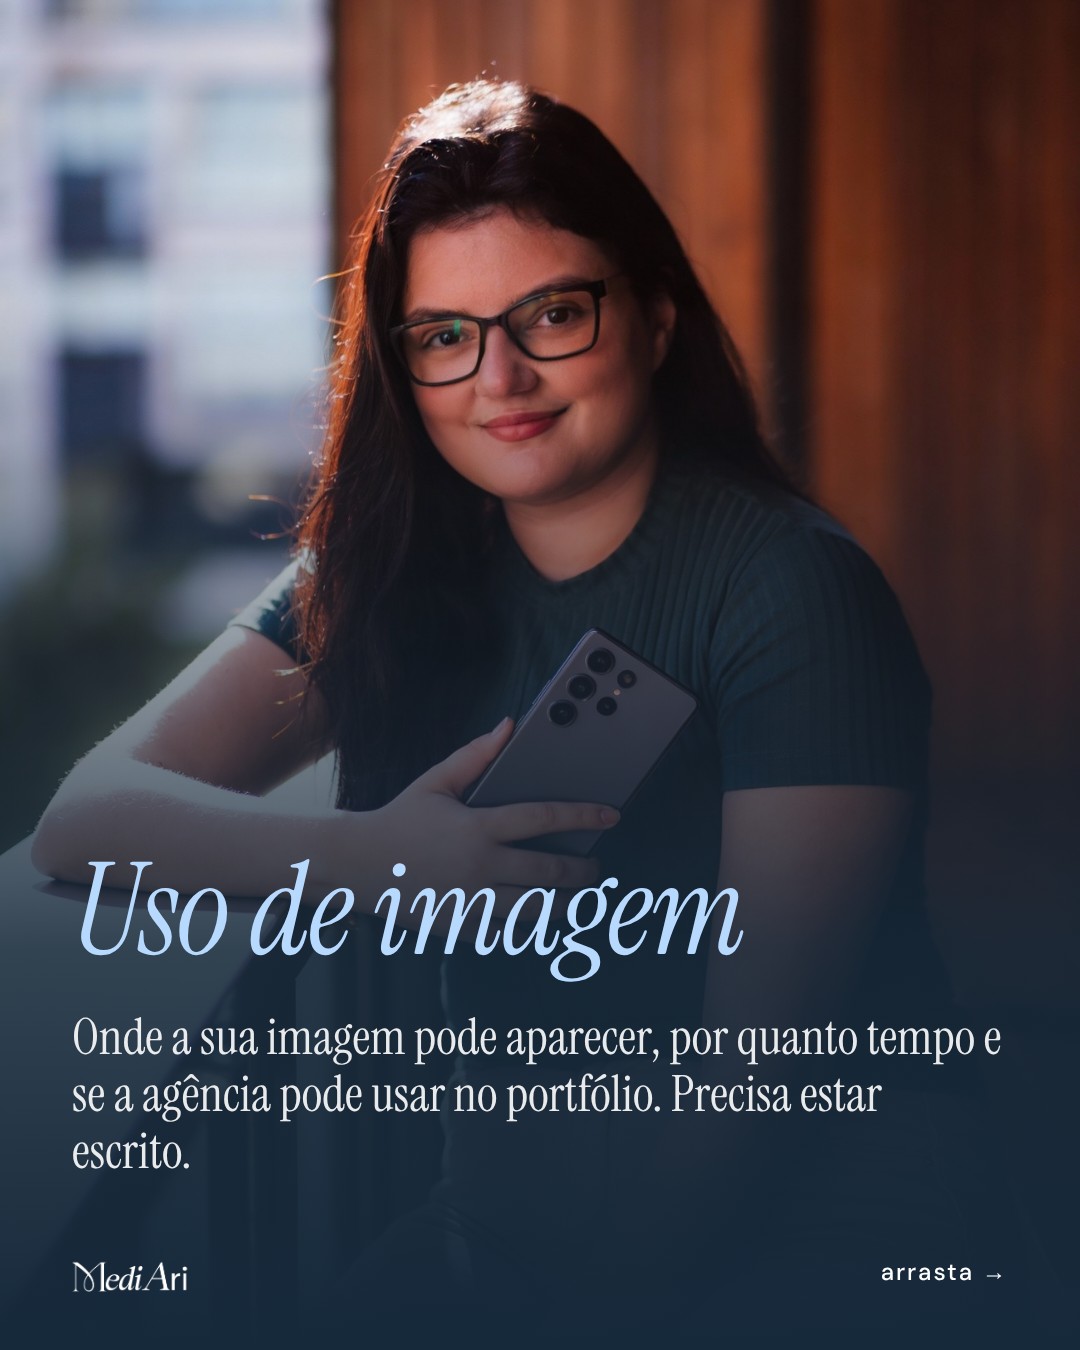 Uso de imagem
Onde a sua imagem pode aparecer, por quanto tempo e
se a agência pode usar no portfólio. Precisa estar
escrito.
MediAri
arrasta →